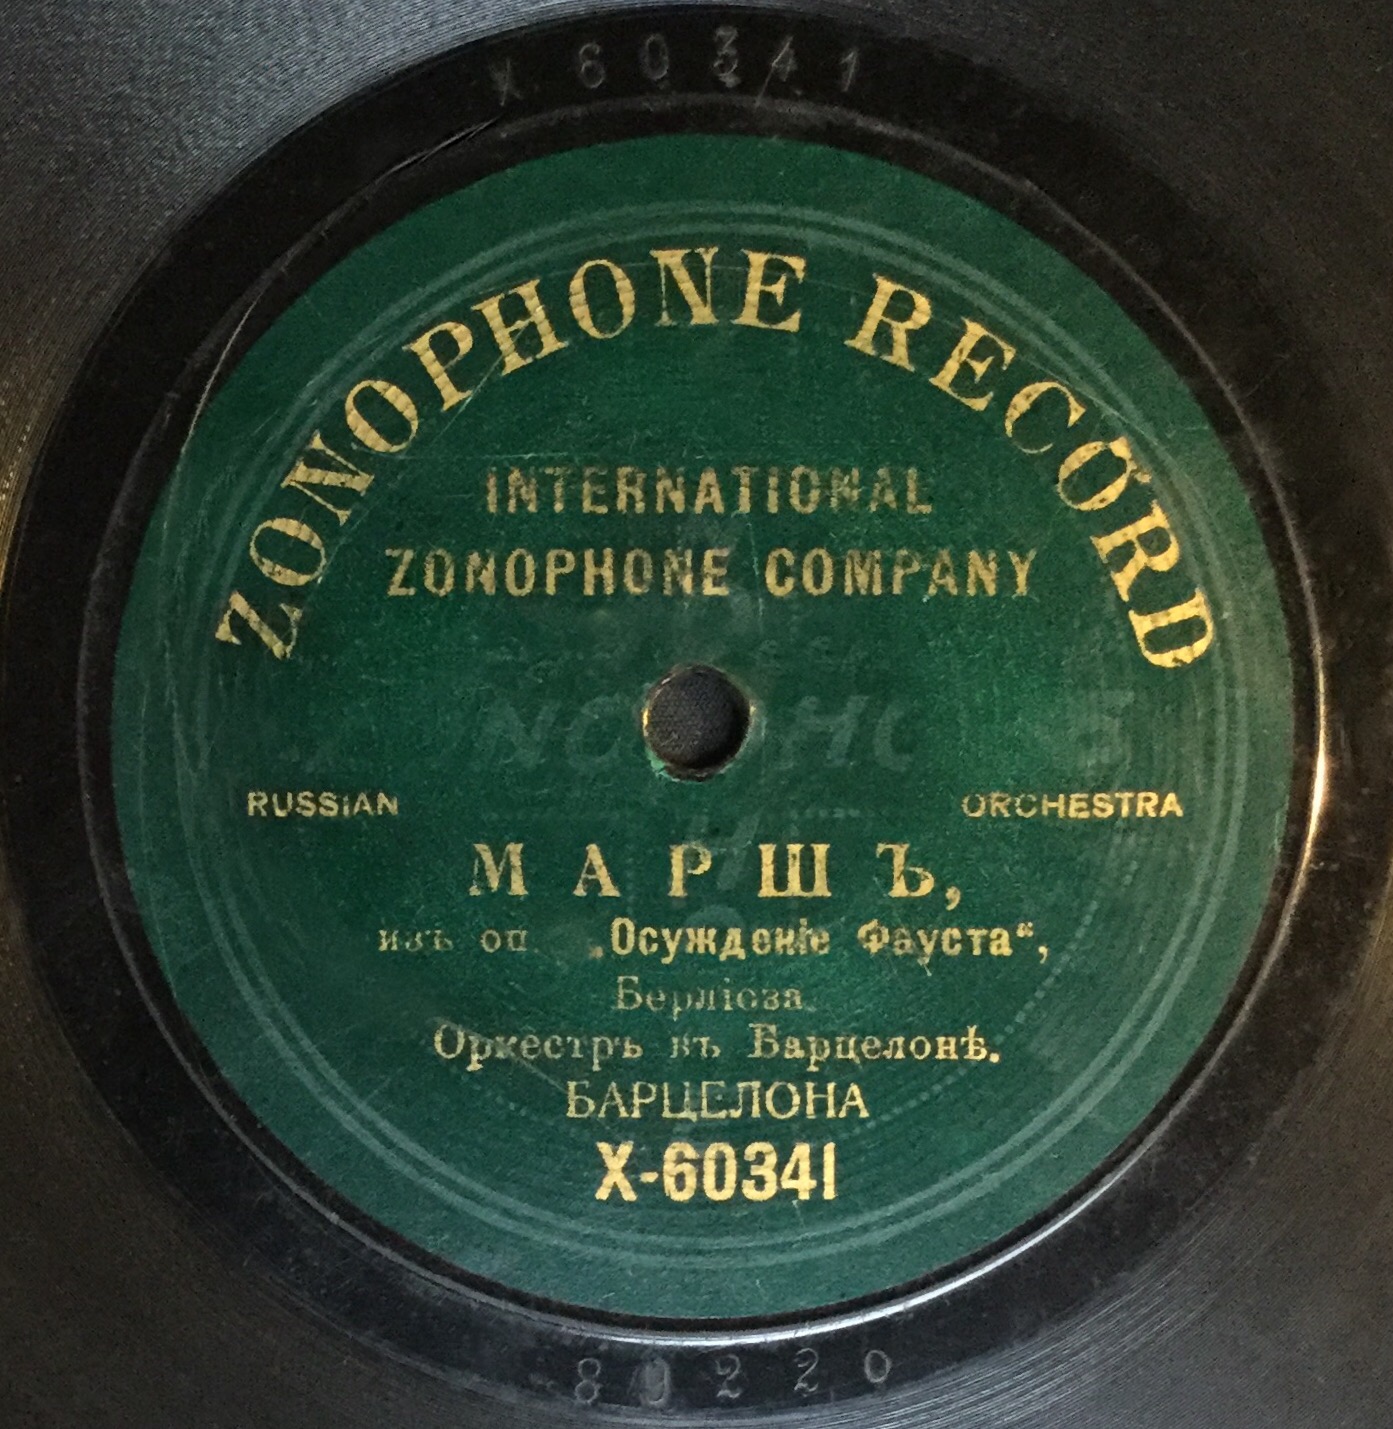 X 60341
ZONOPHONE RECORD
INTERNATIONAL
ZONOPHONE COMPANY
RUSSIAN ORCHESTRA
МАРШЪ,
изъ оп. „Осужденіе Фауста“,
Берліоза.
Оркестръ въ Барцелонѣ.
БАРЦЕЛОНА
X-60341